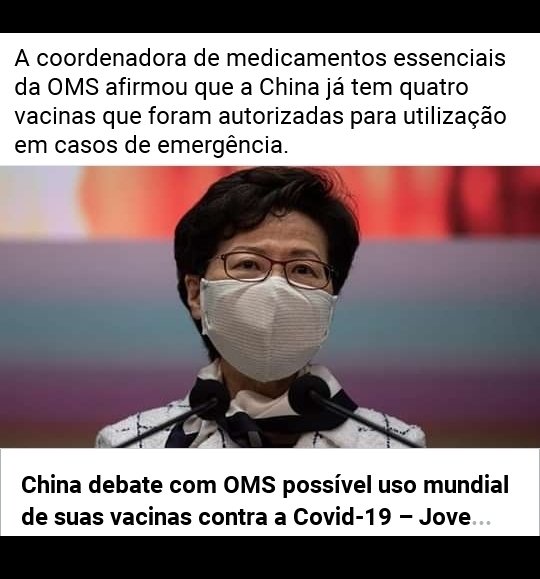 A coordenadora de medicamentos essenciais
da OMS afirmou que a China já tem quatro
vacinas que foram autorizadas para utilização
em casos de emergência.
China debate com OMS possível uso mundial
de suas vacinas contra a Covid-19 – Jove...